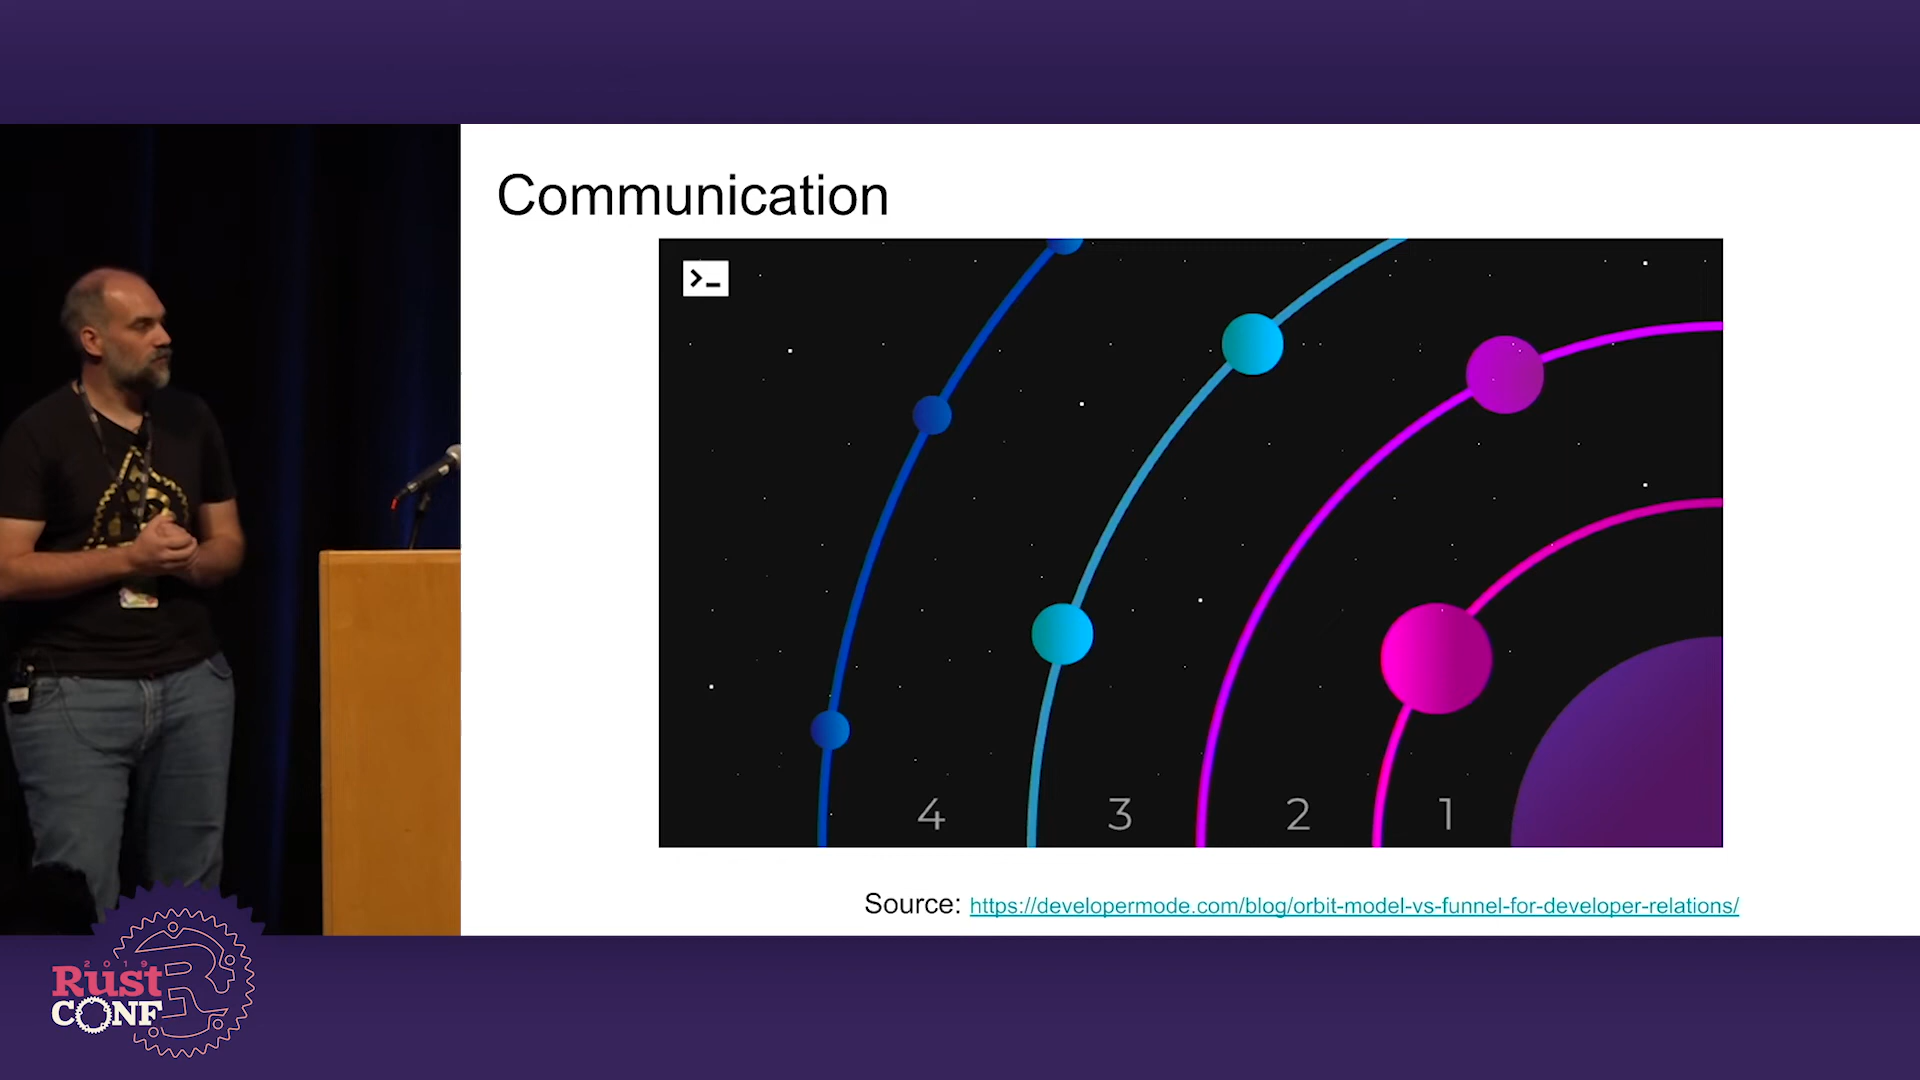 Communication
>_
4 3 2 1
Source: https://developermode.com/blog/orbit-model-vs-funnel-for-developer-relations/
2019
Rust
CONF